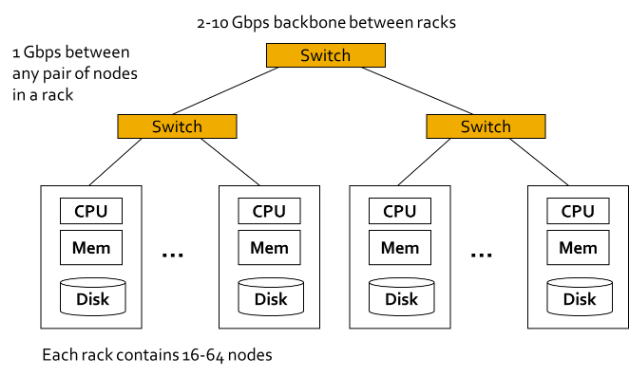 2-10 Gbps backbone between racks
1 Gbps between
any pair of nodes
in a rack
Switch
Switch
Switch
CPU
CPU
CPU
CPU
Mem
...
Mem
Mem
...
Mem
Disk
Disk
Disk
Disk
Each rack contains 16-64 nodes